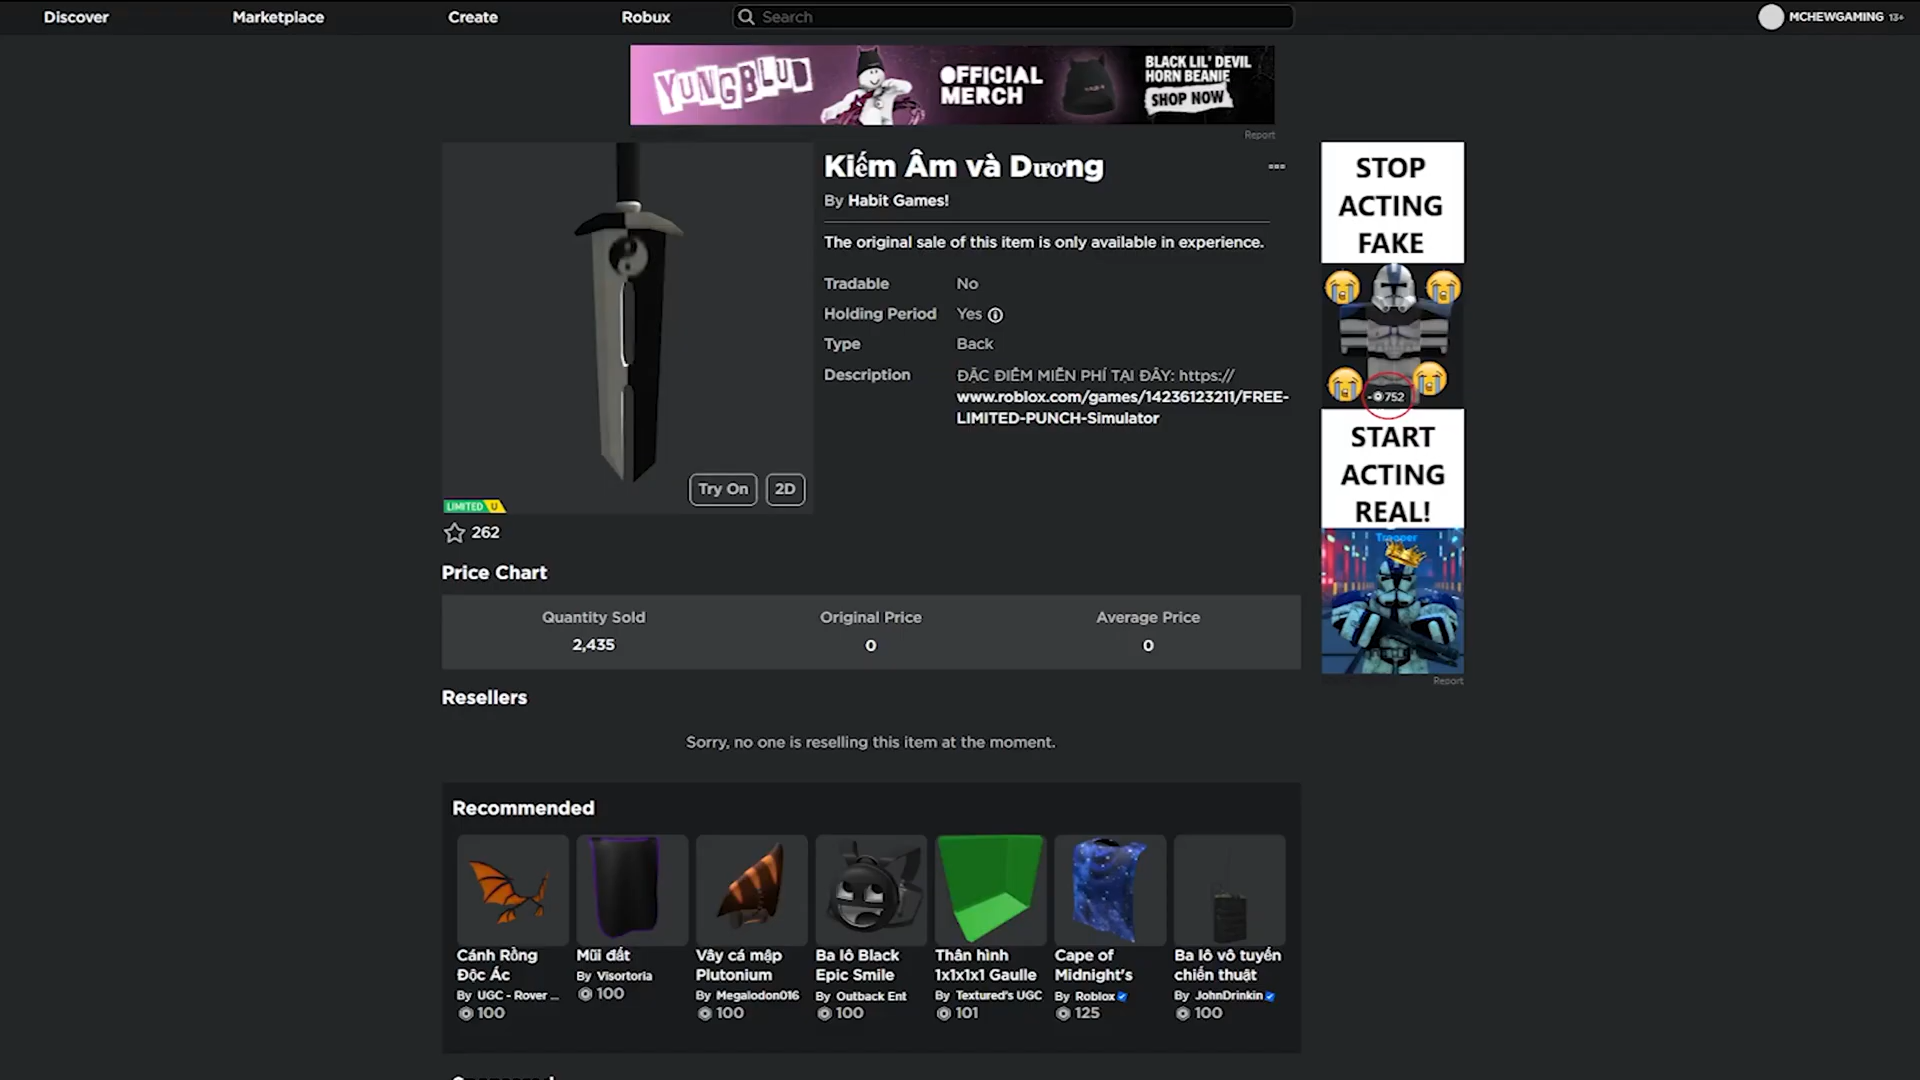 Discover
Marketplace
Create
Robux
Search
MCHEWGAMING 13+
YUNGBLUD
OFFICIAL
MERCH
BLACK LIL' DEVIL
HORN BEANIE
SHOP NOW
Report
Kiếm Âm và Dương
By Habit Games!
The original sale of this item is only available in experience.
Tradable No
Holding Period Yes
Type Back
Description ĐẶC ĐIỂM MIỄN PHÍ TẠI ĐÂY: https://
www.roblox.com/games/14236123211/FREE-
LIMITED-PUNCH-Simulator
Try On
2D
LIMITED U
262
STOP
ACTING
FAKE
-752
START
ACTING
REAL!
Trooper
Report
Price Chart
Quantity Sold Original Price Average Price
2,435 0 0
Resellers
Sorry, no one is reselling this item at the moment.
Recommended
Cánh Rồng
Độc Ác
By UGC - Rover ...
100
Mũi đất
By Visortoria
100
Vây cá mập
Plutonium
By Megalodon016
100
Ba lô Black
Epic Smile
By Outback Ent
100
Thân hình
1x1x1x1 Gaulle
By Textured's UGC
101
Cape of
Midnight's
By Roblox
125
Ba lô vô tuyến
chiến thuật
By JohnDrinkin
100